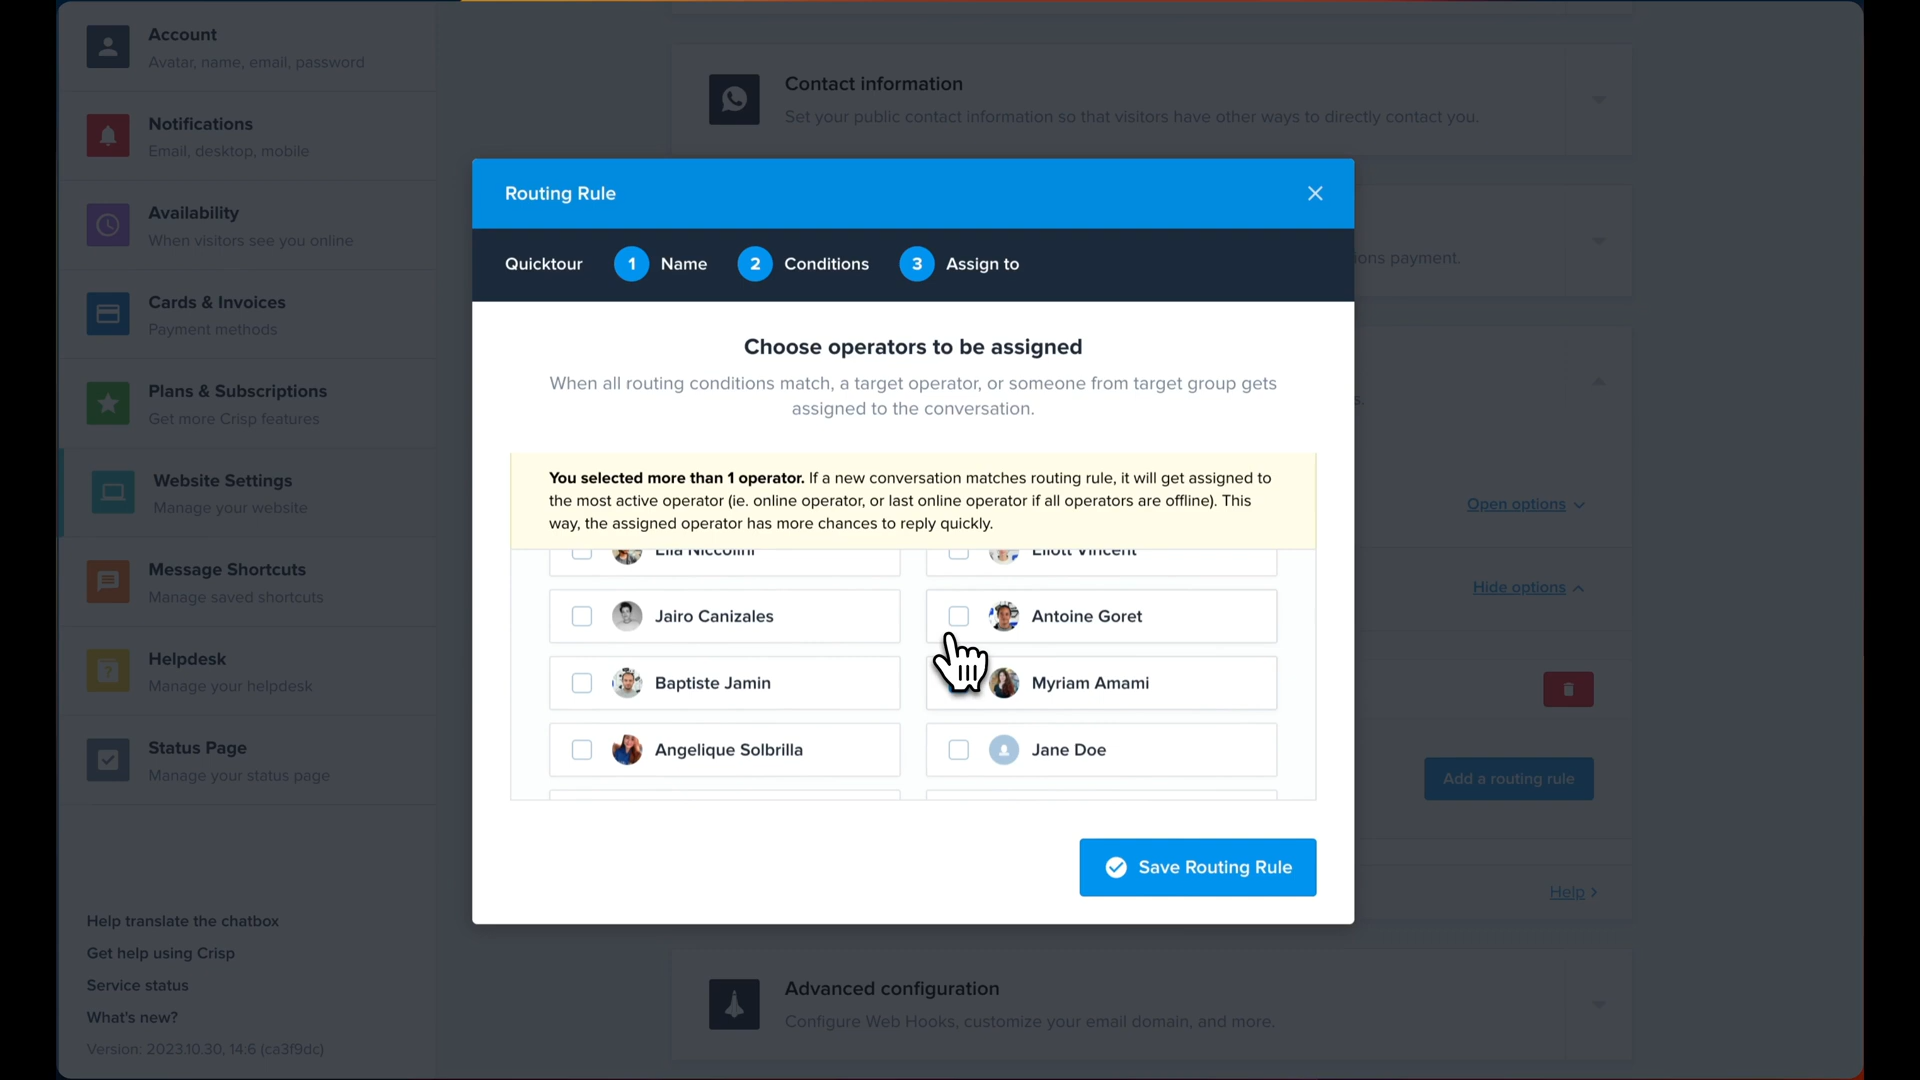 Account
Avatar, name, email, password
Notifications
Email, desktop, mobile
Availability
When visitors see you online
Cards & Invoices
Payment methods
Plans & Subscriptions
Get more Crisp features
Website Settings
Manage your website
Message Shortcuts
Manage saved shortcuts
Helpdesk
Manage your helpdesk
Status Page
Manage your status page
Help translate the chatbox
Get help using Crisp
Service status
What's new?
Version: 2023.10.30, 14:6 (ca3f9dc)
Contact information
Set your public contact information so that visitors have other ways to directly contact you.
ions payment.
s.
Open options
Hide options
Add a routing rule
Help
Routing Rule
Quicktour 1 Name 2 Conditions 3 Assign to
Choose operators to be assigned
When all routing conditions match, a target operator, or someone from target group gets
assigned to the conversation.
You selected more than 1 operator. If a new conversation matches routing rule, it will get assigned to
the most active operator (ie. online operator, or last online operator if all operators are offline). This
way, the assigned operator has more chances to reply quickly.
Niccolini Eliott Vincent
Jairo Canizales Antoine Goret
Baptiste Jamin Myriam Amami
Angelique Solbrilla Jane Doe
Save Routing Rule
Advanced configuration
Configure Web Hooks, customize your email domain, and more.